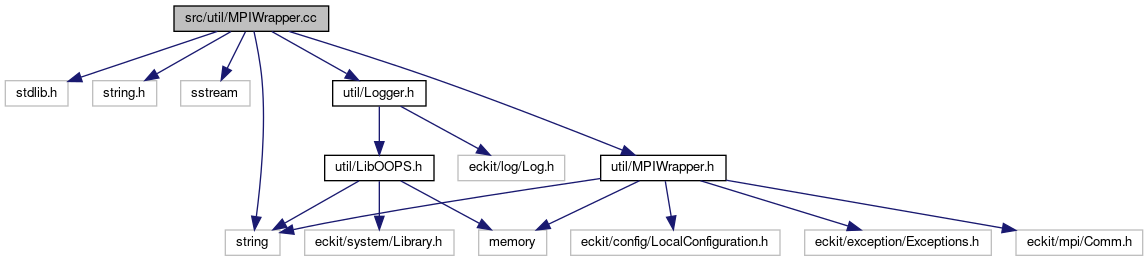 src/util/MPIWrapper.cc
stdlib.h
string.h
sstream
util/Logger.h
util/LibOOPS.h
eckit/log/Log.h
util/MPIWrapper.h
string
eckit/system/Library.h
memory
eckit/config/LocalConfiguration.h
eckit/exception/Exceptions.h
eckit/mpi/Comm.h